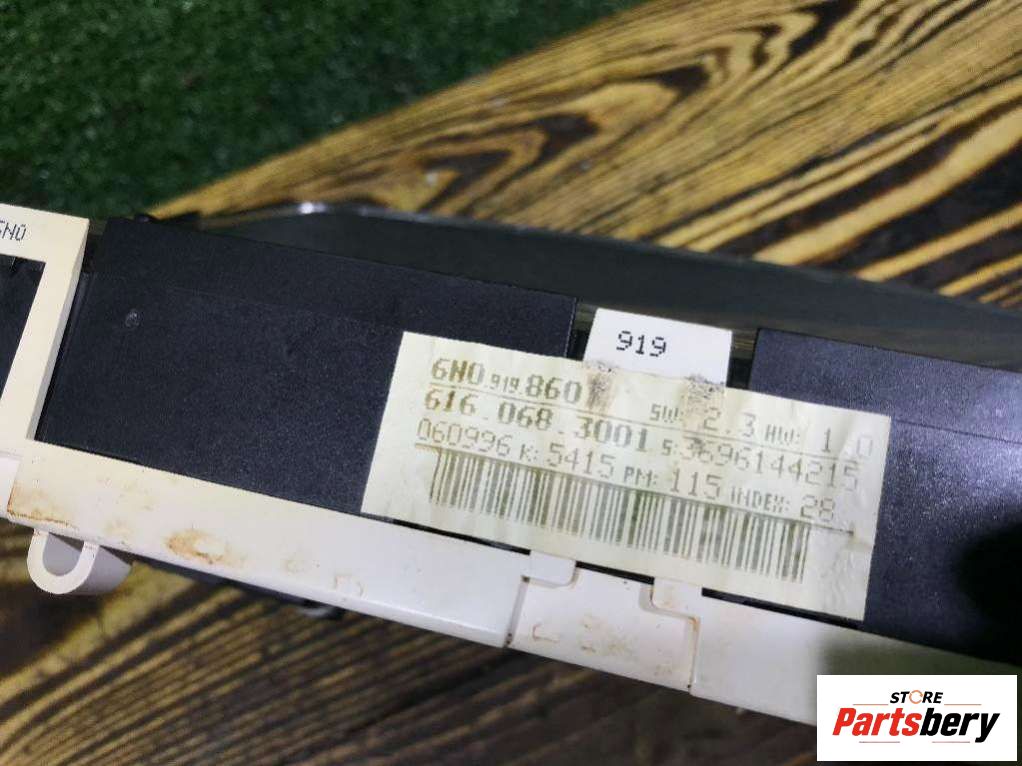 6N0
919
6N0.919.860 SW: 2.3 HW: 1.0
616.068.3001 S:3696144215
060996 K: 5415 PM: 115 INDEX: 28
STORE
Partsbery